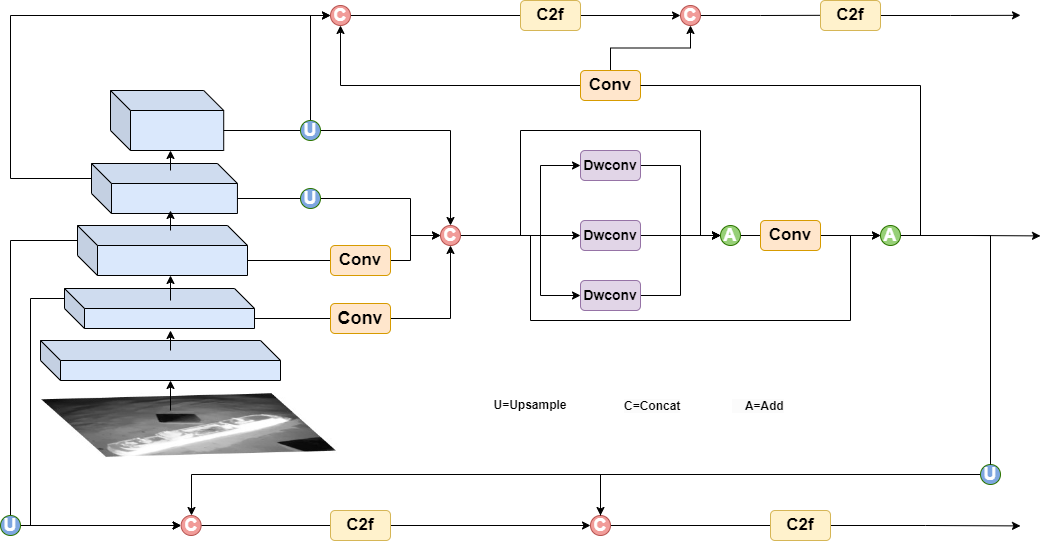 C C2f C C2f
Conv
U
Dwconv
U
C Dwconv A Conv A
Conv
Dwconv
Conv
U=Upsample C=Concat A=Add
U
U C C2f C C2f